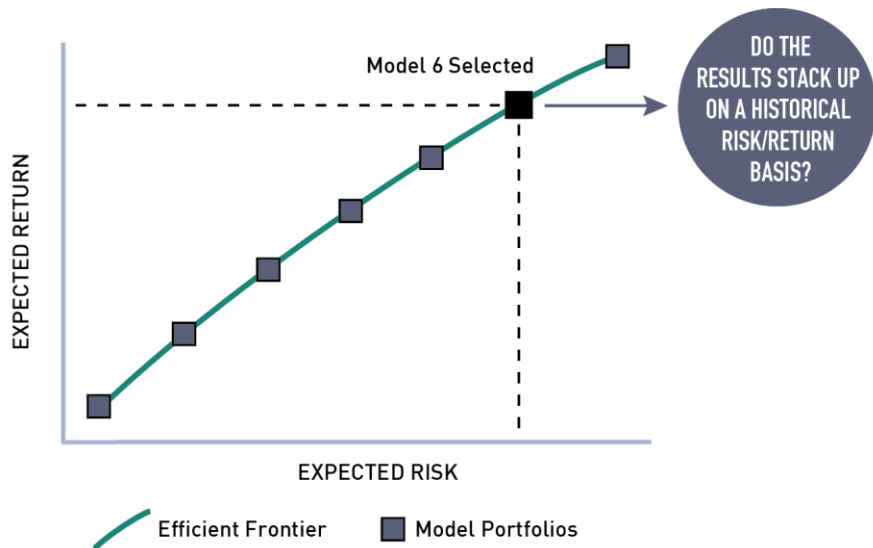 Model 6 Selected
DO THE
RESULTS STACK UP
ON A HISTORICAL
RISK/RETURN
BASIS?
EXPECTED RETURN
EXPECTED RISK
Efficient Frontier
Model Portfolios